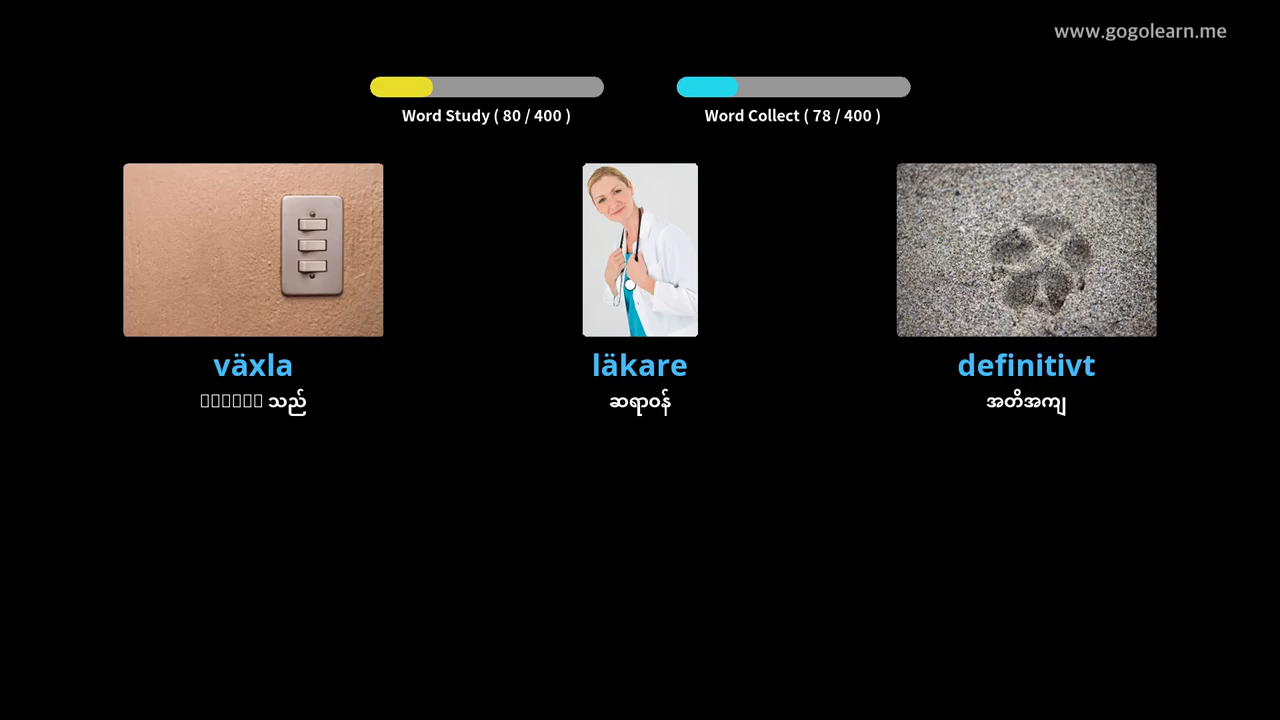 www.gogolearn.me
Word Study ( 80 / 400 )
Word Collect ( 78 / 400 )
växla
läkare
definitivt
သည်
ဆရာဝန်
အတိအကျ